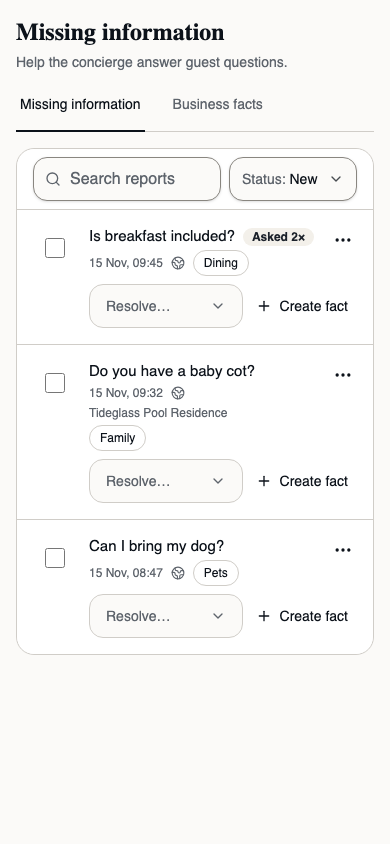 Missing information
Help the concierge answer guest questions.
Missing information
Business facts
Search reports
Status: New
Is breakfast included? Asked 2×
15 Nov, 09:45 Dining
Resolve…
Create fact
Do you have a baby cot?
15 Nov, 09:32
Tideglass Pool Residence
Family
Resolve…
Create fact
Can I bring my dog?
15 Nov, 08:47 Pets
Resolve…
Create fact